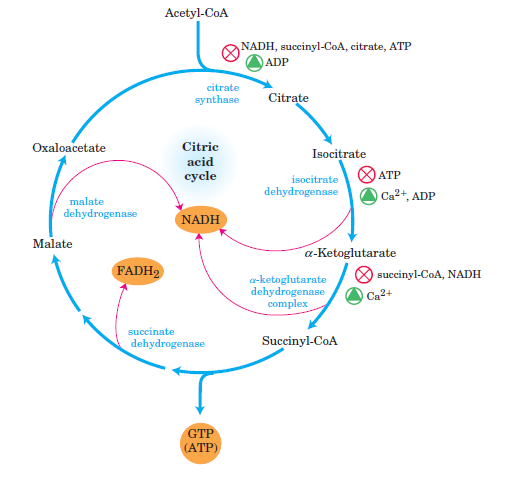 Acetyl-CoA
NADH, succinyl-CoA, citrate, ATP
ADP
citrate
synthase
Citrate
Oxaloacetate
Citric
acid
cycle
Isocitrate
isocitrate
dehydrogenase
ATP
Ca2+, ADP
malate
dehydrogenase
NADH
Malate
α-Ketoglutarate
FADH2
α-ketoglutarate
dehydrogenase
complex
succinyl-CoA, NADH
Ca2+
succinate
dehydrogenase
Succinyl-CoA
GTP
(ATP)